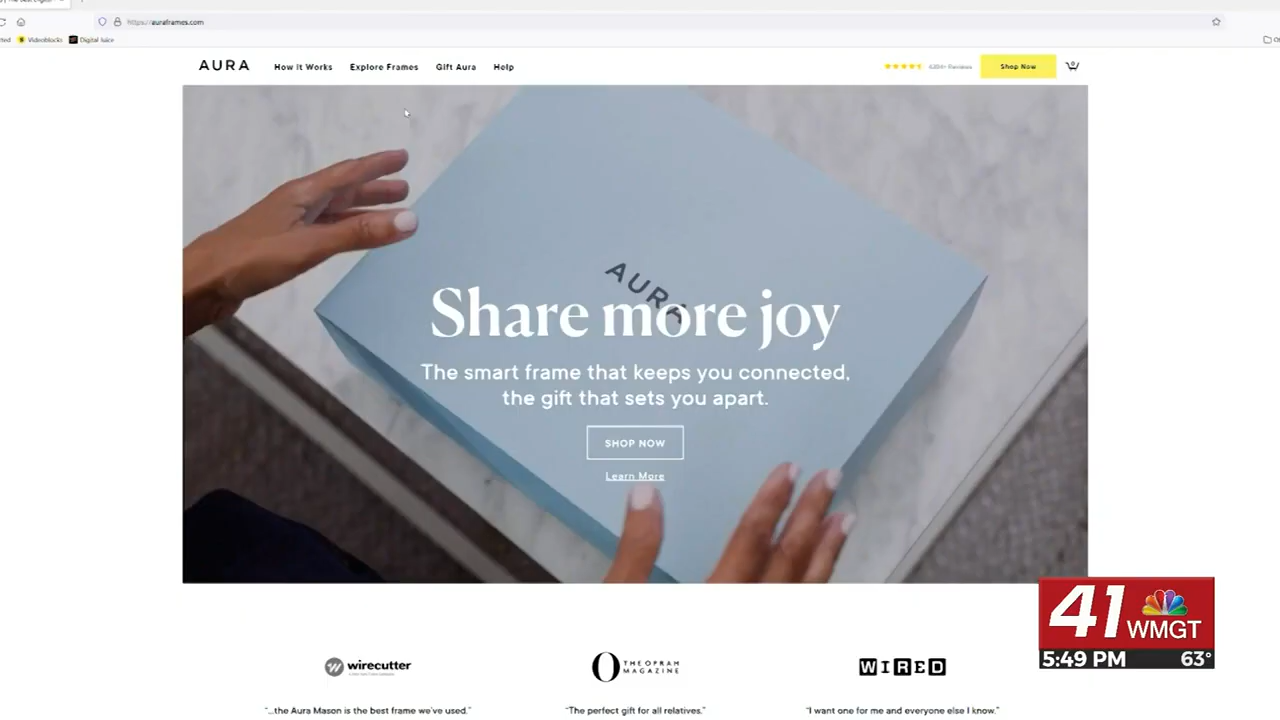 https://auraframes.com
Videoblocks
Digital Juice
AURA
How it Works
Explore Frames
Gift Aura
Help
Reviews
Shop Now
0
AURA
Share more joy
The smart frame that keeps you connected,
the gift that sets you apart.
SHOP NOW
Learn More
41
WMGT
5:49 PM 63°
wirecutter
O THE OPRAH
MAGAZINE
WIRED
"...the Aura Mason is the best frame we've used."
"The perfect gift for all relatives."
"I want one for me and everyone else I know."